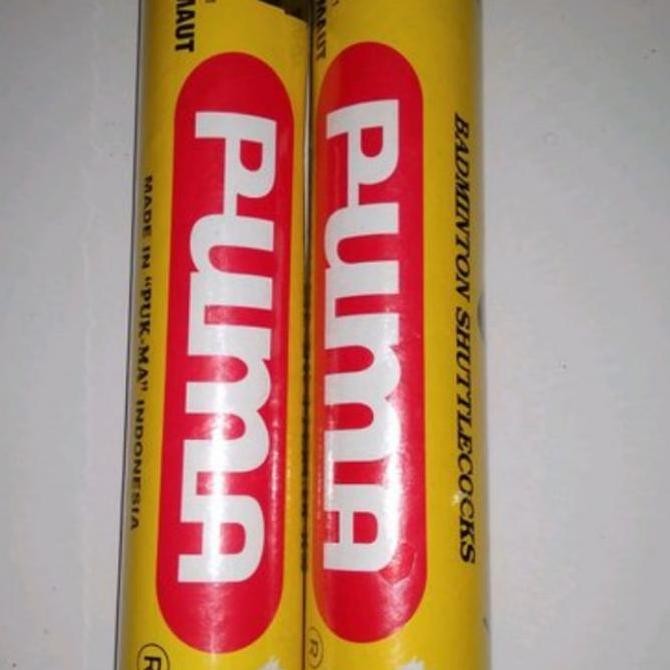 MAUT
puma
MADE IN "PUK-MA" INDONESIA
R
MAUT
puma
BADMINTON SHUTTLECOCKS
R